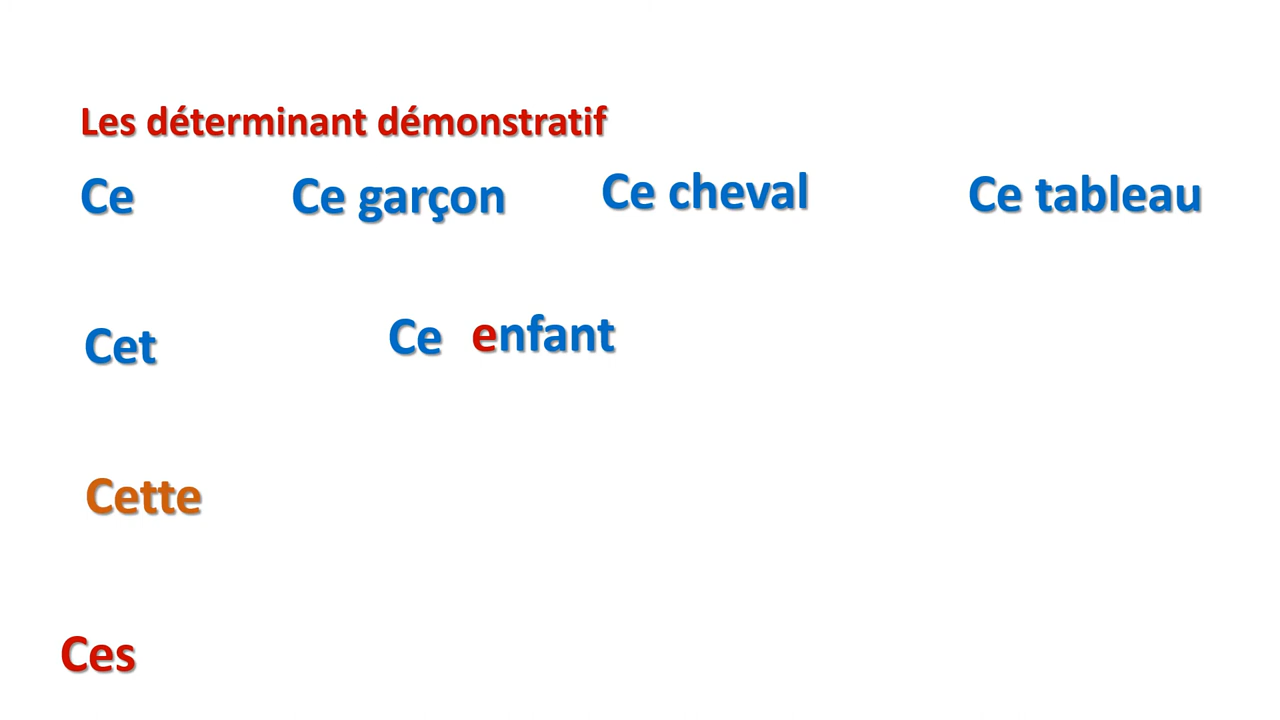 Les déterminant démonstratif
Ce Ce garçon Ce cheval Ce tableau
Cet Ce enfant
Cette
Ces